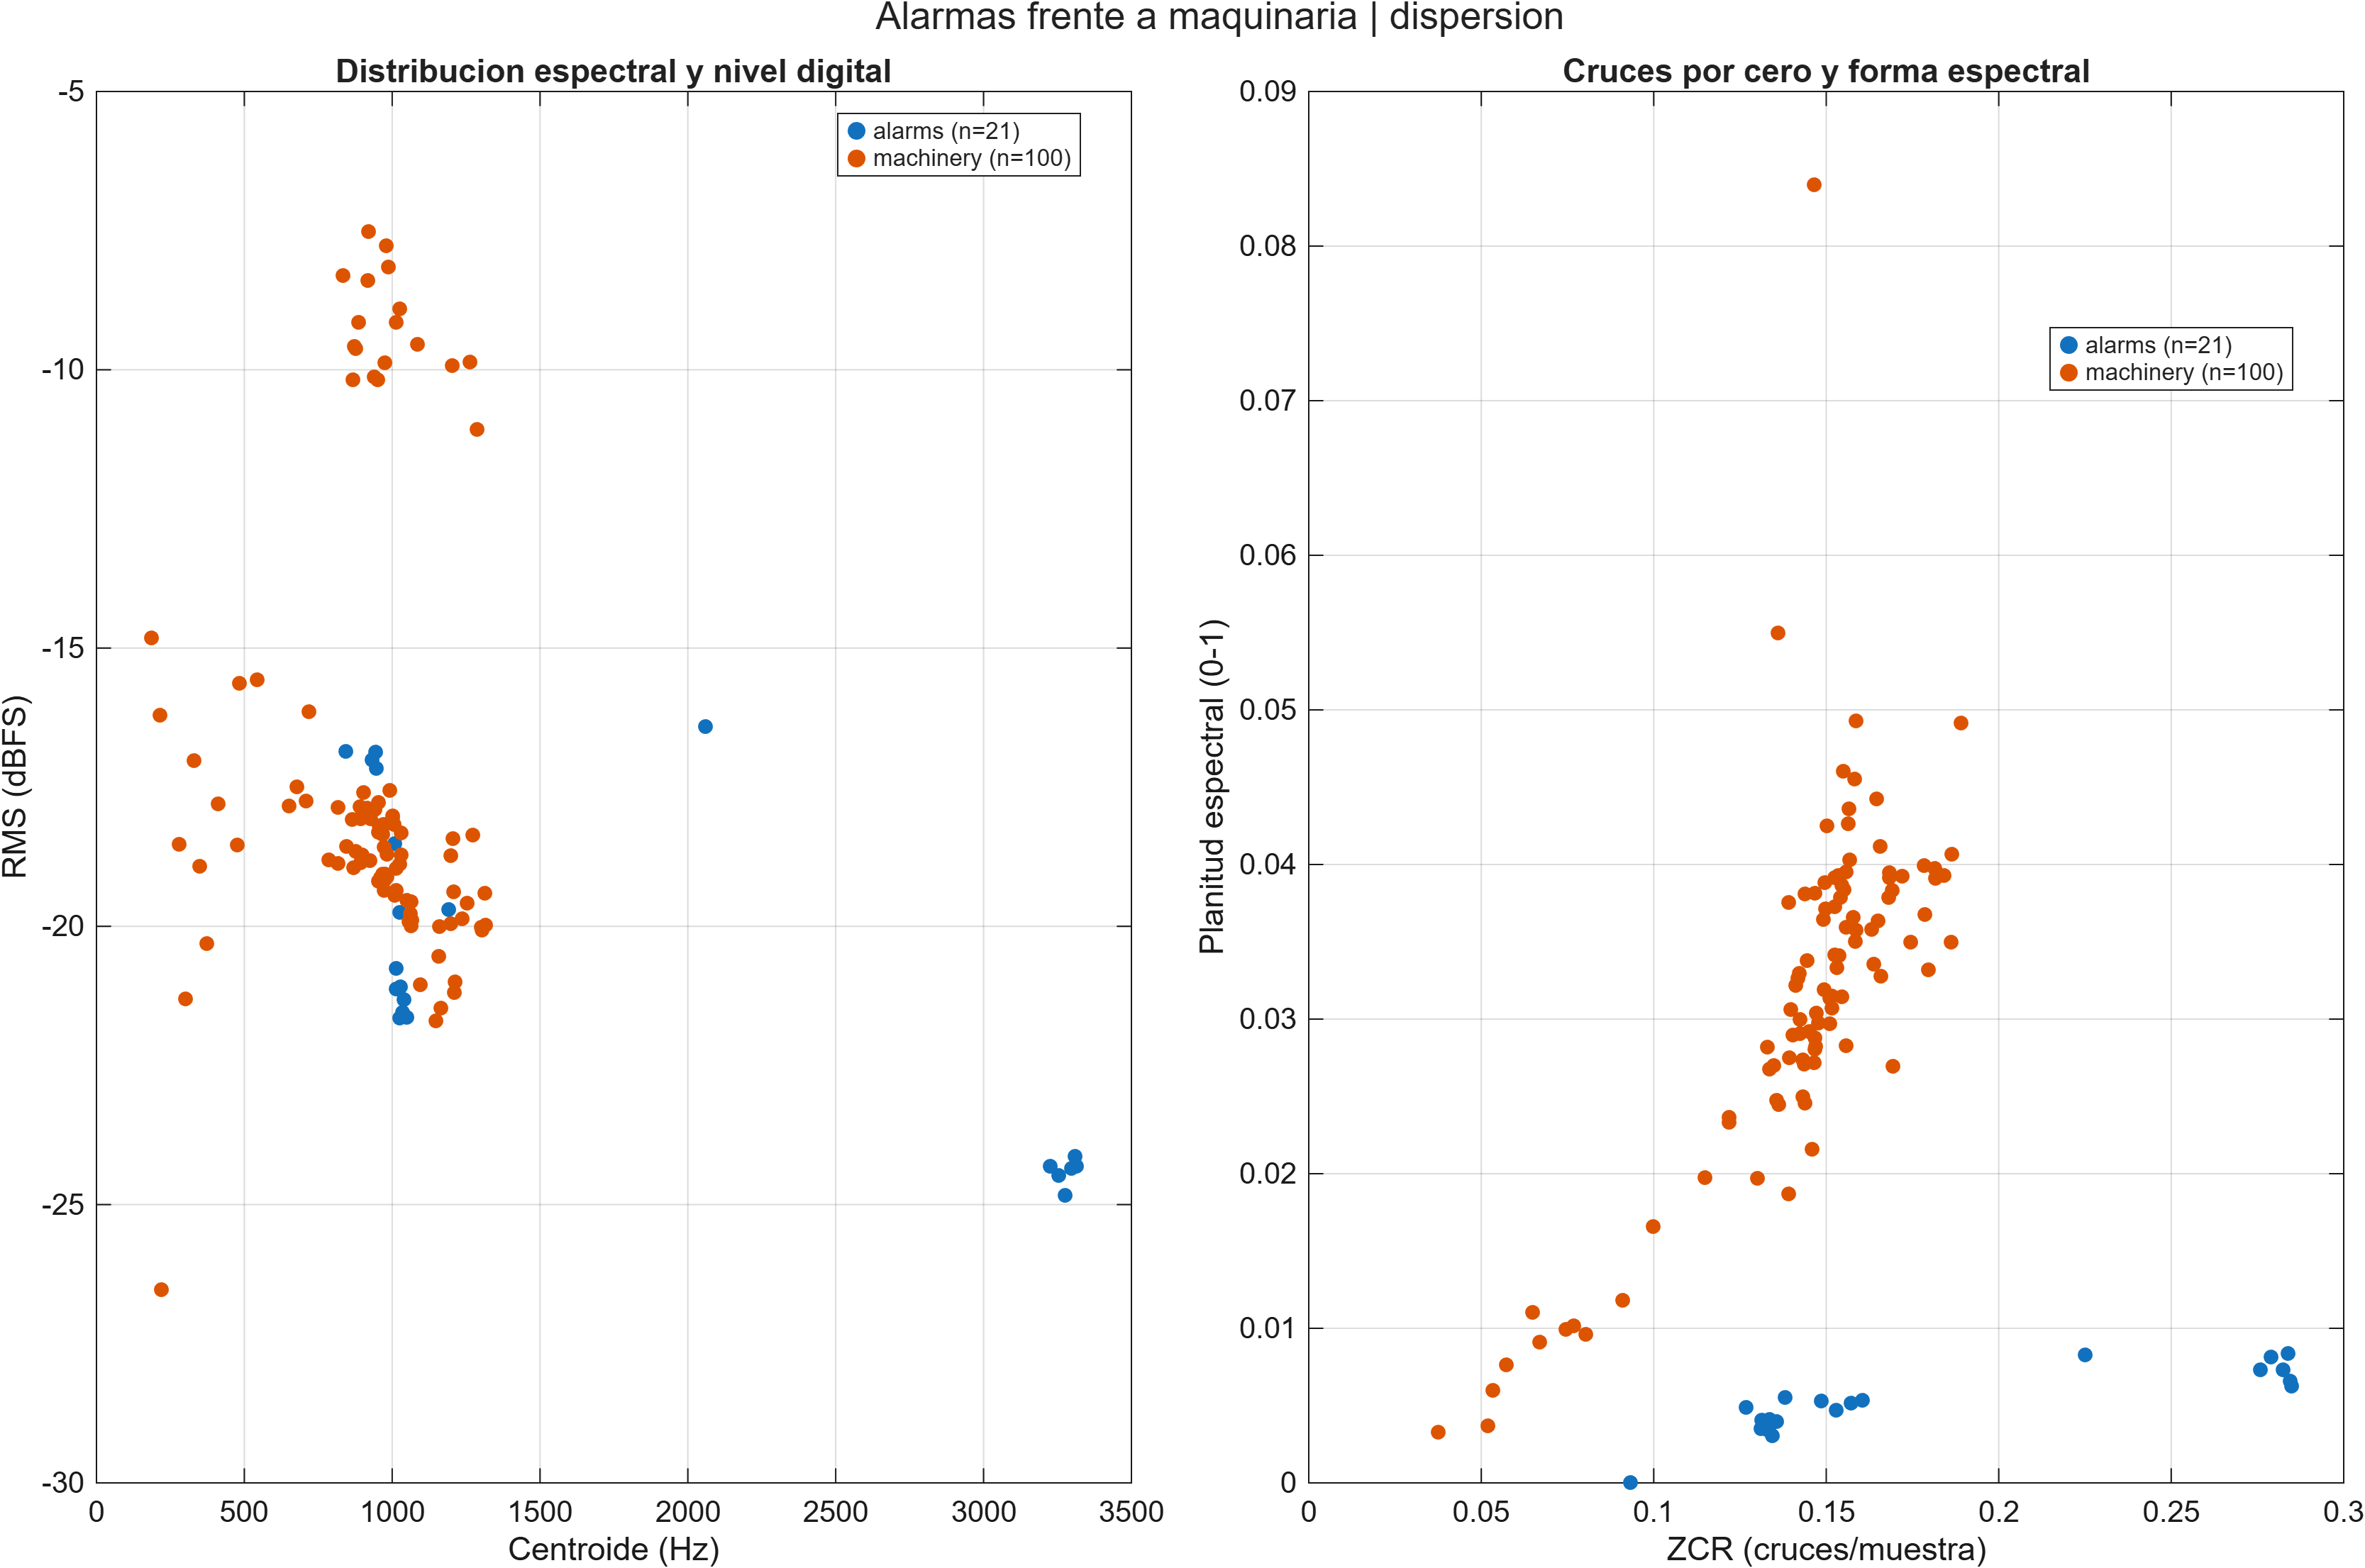 Alarmas frente a maquinaria | dispersion
Distribucion espectral y nivel digital
-5
-10
-15
-20
-25
-30
RMS (dBFS)
alarms (n=21)
machinery (n=100)
0 500 1000 1500 2000 2500 3000 3500
Centroide (Hz)
Cruces por cero y forma espectral
0.09
0.08
0.07
0.06
0.05
0.04
0.03
0.02
0.01
0
Planitud espectral (0-1)
alarms (n=21)
machinery (n=100)
0 0.05 0.1 0.15 0.2 0.25 0.3
ZCR (cruces/muestra)